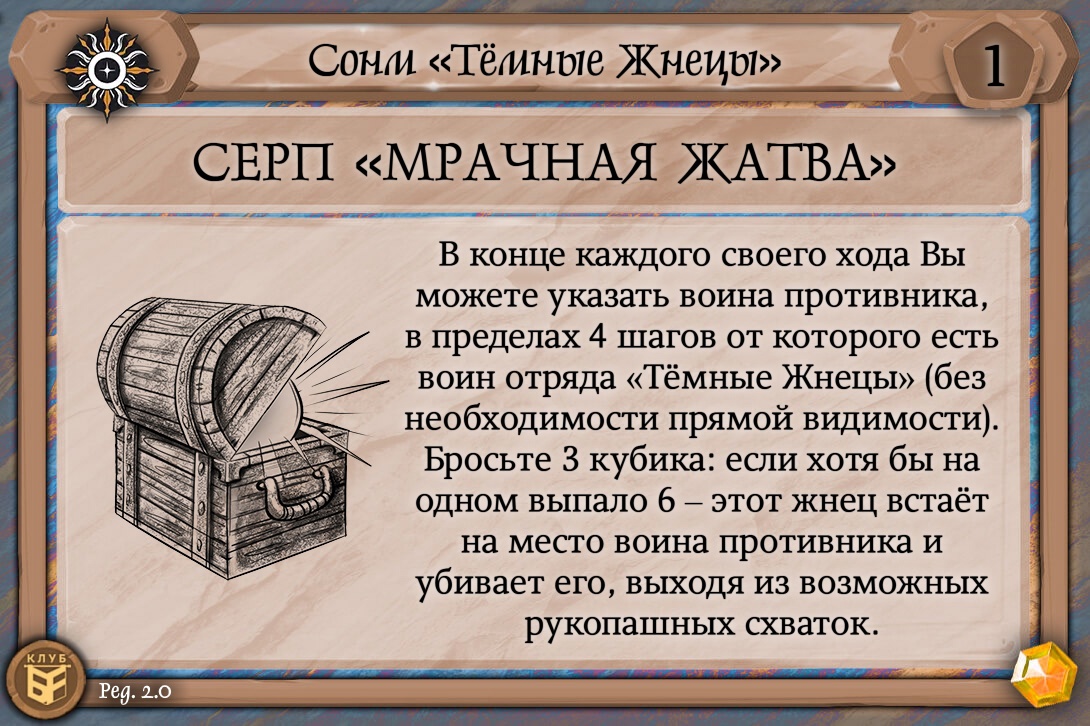 Сонм «Тёмные Жнецы»
1
СЕРП «МРАЧНАЯ ЖАТВА»
В конце каждого своего хода Вы
можете указать воина противника,
в пределах 4 шагов от которого есть
воин отряда «Тёмные Жнецы» (без
необходимости прямой видимости).
Бросьте 3 кубика: если хотя бы на
одном выпало 6 – этот жнец встаёт
на место воина противника и
убивает его, выходя из возможных
рукопашных схваток.
КЛУБ
Ред. 2.0